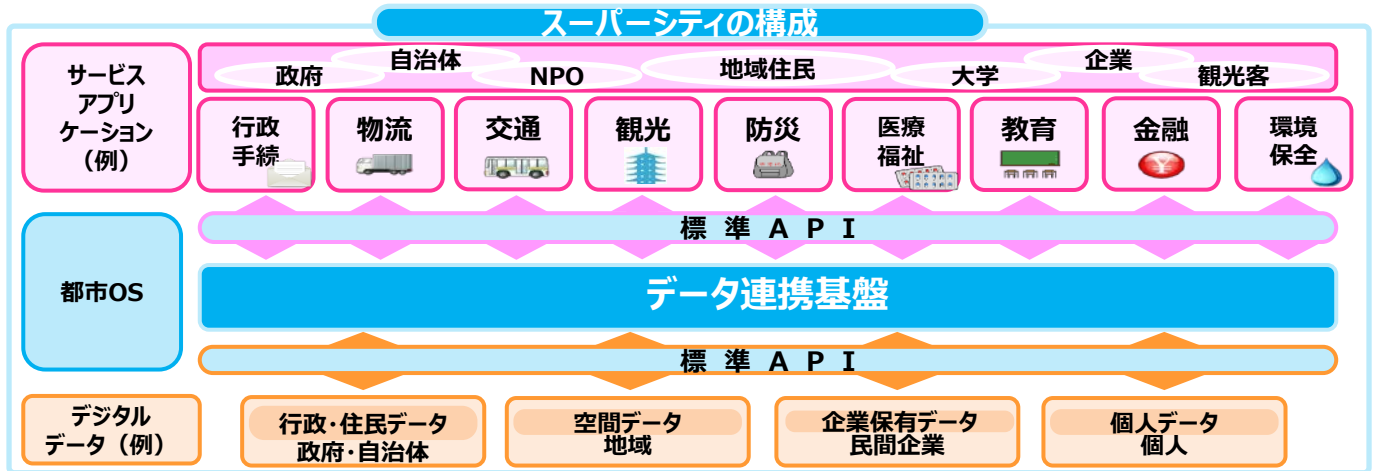 スーパーシティの構成
サービス
アプリ
ケーション
（例）
政府
自治体
NPO
地域住民
大学
企業
観光客
行政
手続
物流
交通
観光
防災
医療
福祉
教育
金融
環境
保全
標 準 A P I
都市OS
データ連携基盤
標 準 A P I
デジタル
データ（例）
行政・住民データ
政府・自治体
空間データ
地域
企業保有データ
民間企業
個人データ
個人